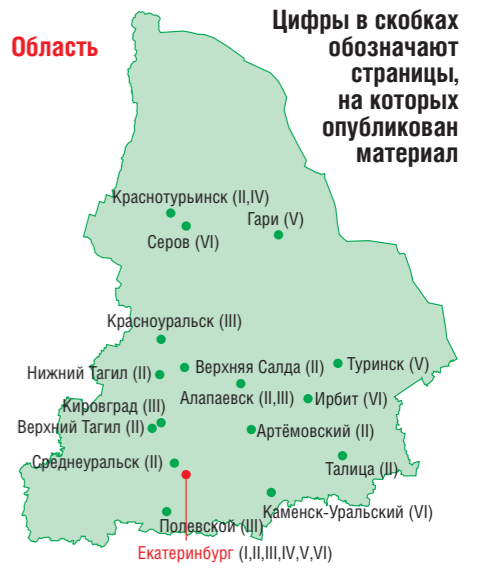 Область
Цифры в скобках
обозначают
страницы,
на которых
опубликован
материал
Краснотурьинск (II,IV)
Гари (V)
Серов (VI)
Красноуральск (III)
Верхняя Салда (II)
Туринск (V)
Нижний Тагил (II)
Алапаевск (II,III)
Ирбит (VI)
Кировград (III)
Верхний Тагил (II)
Артёмовский (II)
Среднеуральск (II)
Талица (II)
Каменск-Уральский (VI)
Полевской (III)
Екатеринбург (I,II,III,IV,V,VI)